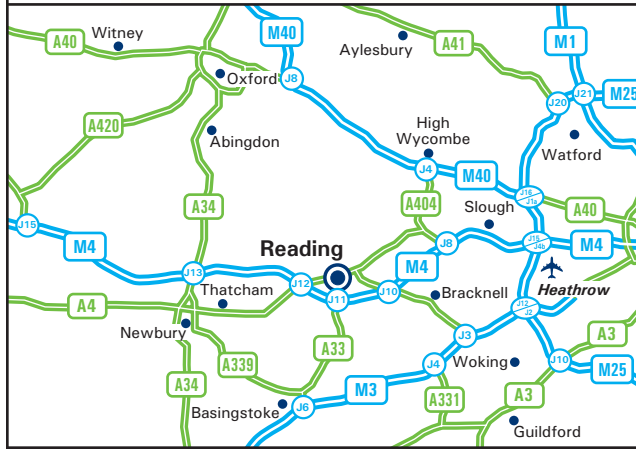 Witney
A40
M40
Aylesbury
A41
M1
J8
Oxford
J20
J21
M25
A420
Abingdon
High
Wycombe
Watford
J4
M40
J16
J1a
A34
A404
Slough
A40
J15
M4
Reading
J8
J15
J4b
M4
J13
J12
J11
J10
M4
Heathrow
Thatcham
Bracknell
A4
J12
J2
Newbury
A33
J3
A3
A339
J4
Woking
J10
A34
M3
M25
Basingstoke
J6
A331
A3
Guildford